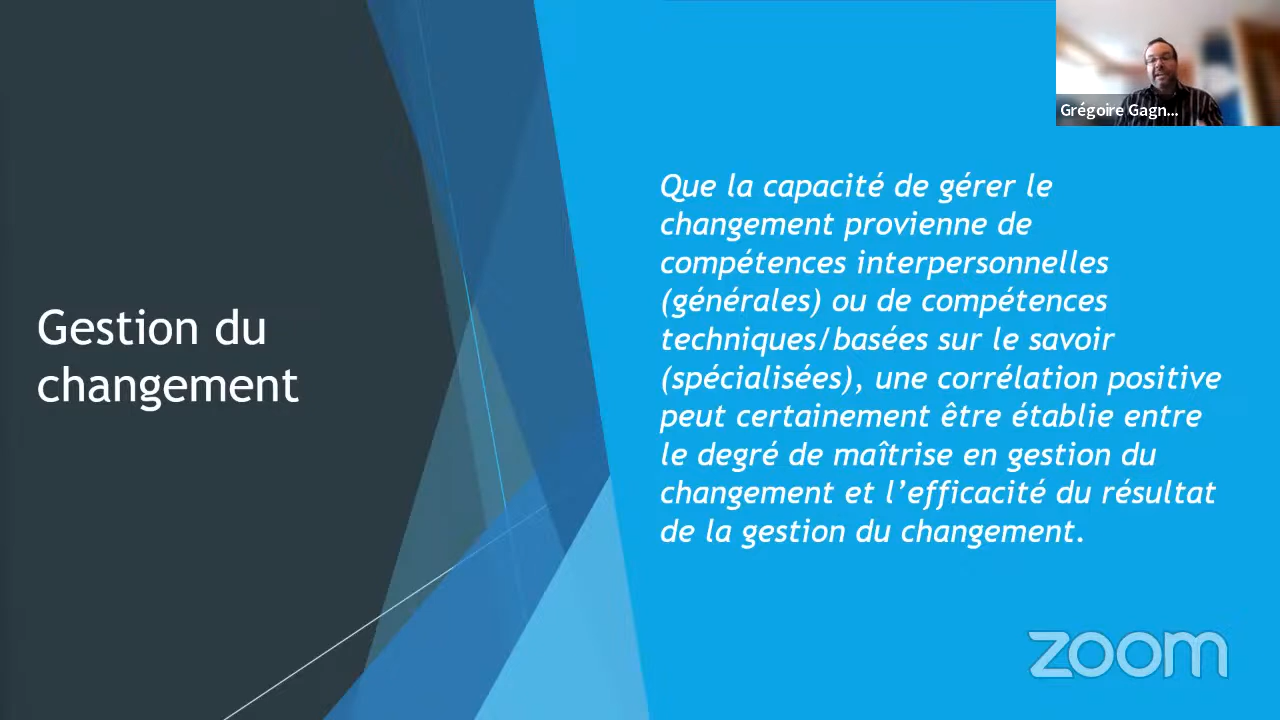 Grégoire Gagn...
Gestion du
changement
Que la capacité de gérer le
changement provienne de
compétences interpersonnelles
(générales) ou de compétences
techniques/basées sur le savoir
(spécialisées), une corrélation positive
peut certainement être établie entre
le degré de maîtrise en gestion du
changement et l’efficacité du résultat
de la gestion du changement.
zoom